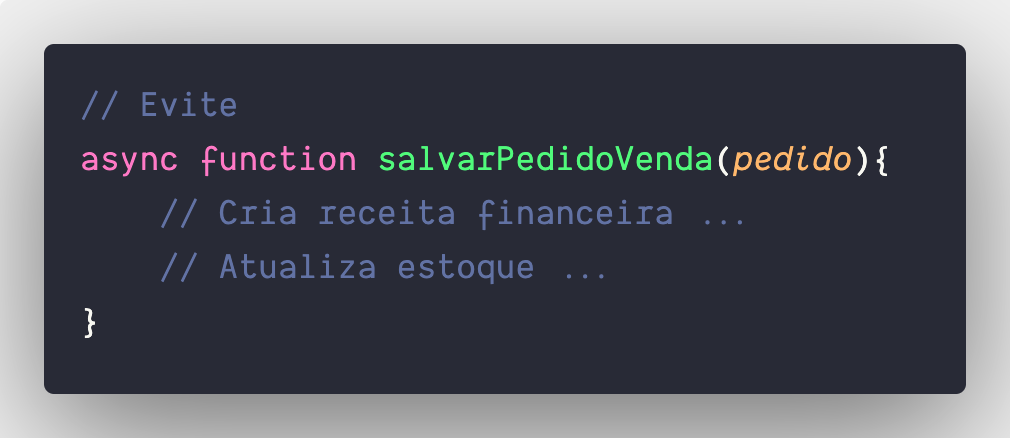 // Evite
async function salvarPedidoVenda(pedido){
// Cria receita financeira ...
// Atualiza estoque ...
}